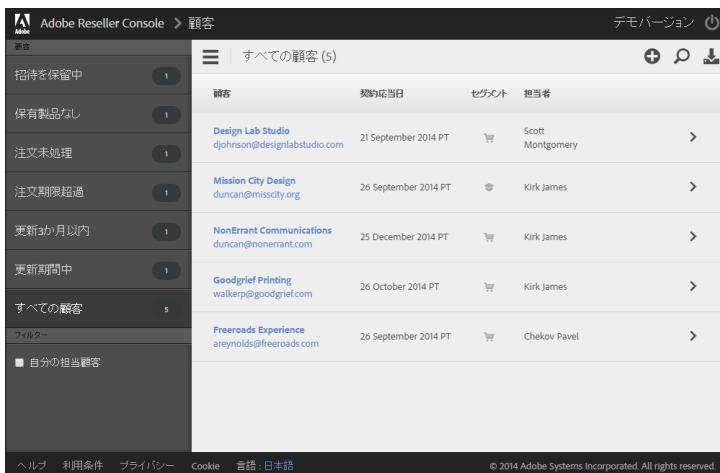 Adobe
Adobe Reseller Console 顧客
デモバージョン
顧客
招待を保留中 1
保有製品なし 1
注文未処理 1
注文期限超過 1
更新3か月以内 1
更新期間中 1
すべての顧客 5
フィルター
自分の担当顧客
すべての顧客 (5)
顧客 契約応当日 セグメント 担当者
Design Lab Studio
djohnson@designlabstudio.com
21 September 2014 PT
Scott
Montgomery
Mission City Design
duncan@misscity.org
26 September 2014 PT
Kirk James
NonErrant Communications
duncan@nonerrant.com
25 December 2014 PT
Kirk James
Goodgrief Printing
walkerp@goodgrief.com
26 October 2014 PT
Kirk James
Freeroads Experience
areynolds@freeroads.com
26 September 2014 PT
Chekov Pavel
ヘルプ 利用条件 プライバシー Cookie 言語 : 日本語
© 2014 Adobe Systems Incorporated. All rights reserved.